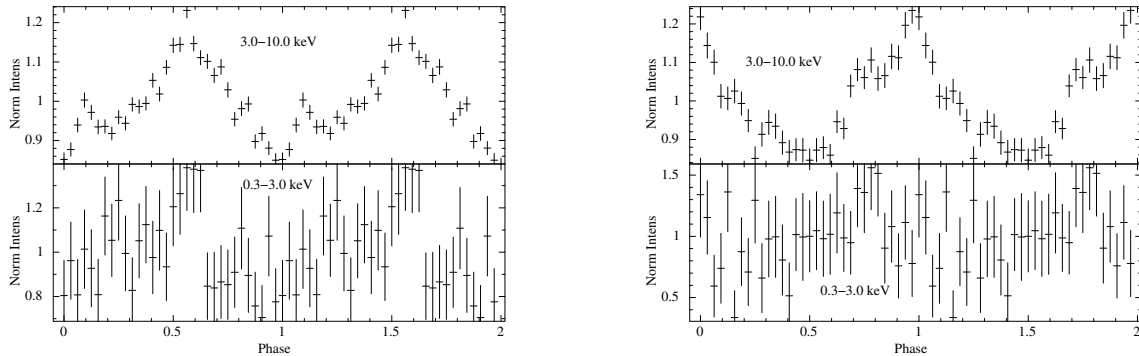 1.2
3.0−10.0 keV
1.1
Norm Intens
1
0.9
0.3−3.0 keV
1.2
Norm Intens
1
0.8
0 0.5 1 1.5 2
Phase
1.2
3.0−10.0 keV
1.1
Norm Intens
1
0.9
1.5
Norm Intens
1
0.3−3.0 keV
0.5
0 0.5 1 1.5 2
Phase